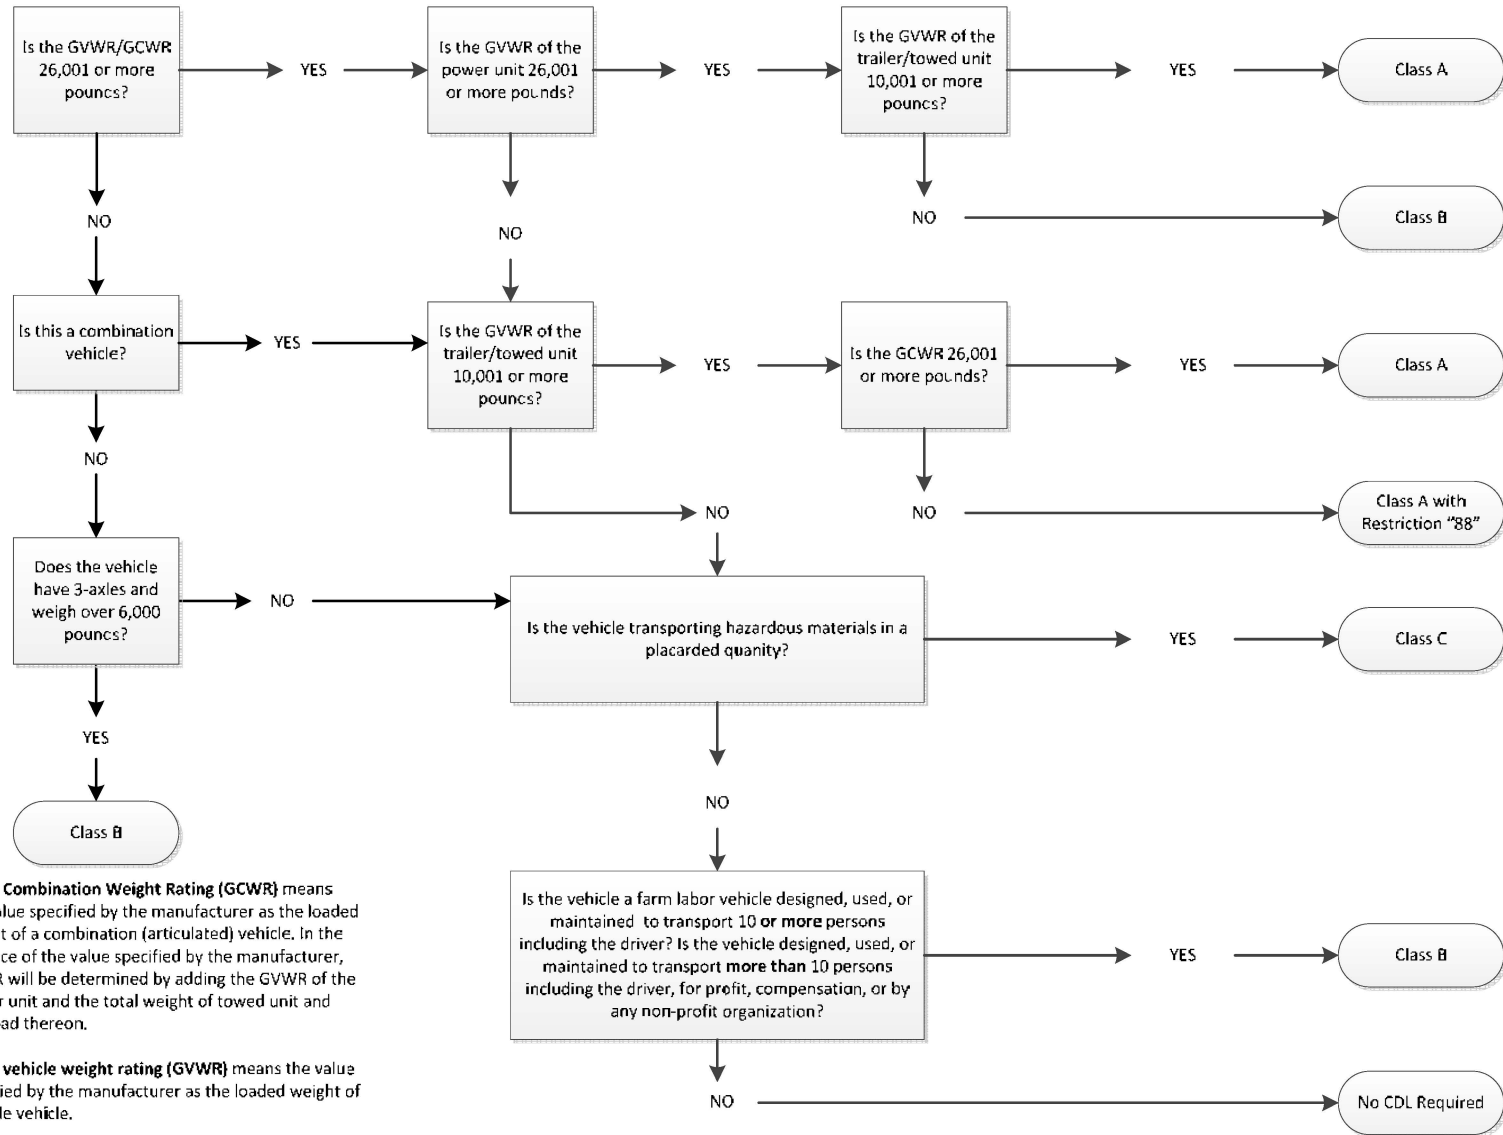 Is the GVWR/GCWR
26,001 or more
pouncs?
YES
Is the GVWR of the
power unit 26,001
or more pounds?
YES
Is the GVWR of the
trailer/towed unit
10,001 or more
pouncs?
YES
Class A
NO
NO
NO
Class B
Is this a combination
vehicle?
YES
Is the GVWR of the
trailer/towed unit
10,001 or more
pouncs?
YES
Is the GCWR 26,001
or more pounds?
YES
Class A
NO
NO
NO
Class A with
Restriction “88”
Does the vehicle
have 3-axles and
weigh over 6,000
pouncs?
NO
Is the vehicle transporting hazardous materials in a
placarded quanity?
YES
Class C
YES
NO
Class B
Is the vehicle a farm labor vehicle designed, used, or
maintained to transport 10 or more persons
including the driver? Is the vehicle designed, used, or
maintained to transport more than 10 persons
including the driver, for profit, compensation, or by
any non-profit organization?
YES
Class B
NO
No CDL Required
Combination Weight Rating (GCWR) means
lue specified by the manufacturer as the loaded
t of a combination (articulated) vehicle. In the
ce of the value specified by the manufacturer,
R will be determined by adding the GVWR of the
r unit and the total weight of towed unit and
ad thereon.
vehicle weight rating (GVWR) means the value
ied by the manufacturer as the loaded weight of
le vehicle.